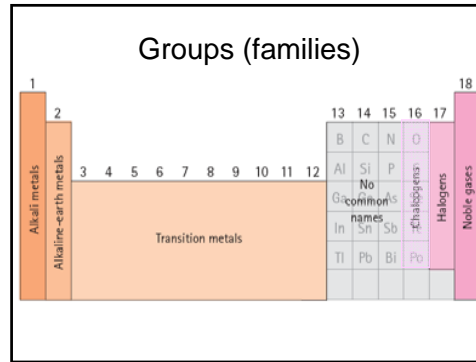 Groups (families)
1
18
2
13 14 15 16 17
3 4 5 6 7 8 9 10 11 12
Alkali metals
Alkaline-earth metals
Transition metals
B C N O
Al Si P
Ga As
No common names
In Sn Sb
Tl Pb Bi Po
Chalcogens
Halogens
Noble gases